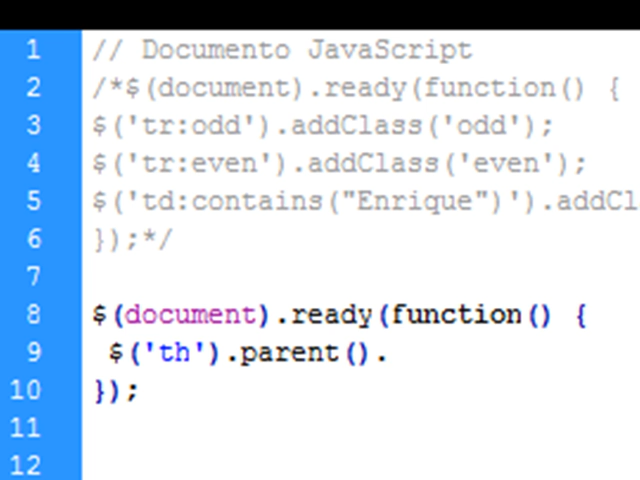 1 // Documento JavaScript
2 /*$(document).ready(function() {
3 $('tr:odd').addClass('odd');
4 $('tr:even').addClass('even');
5 $('td:contains("Enrique")').addCl
6 });*/
7
8 $(document).ready(function() {
9 $('th').parent().
10 });
11
12